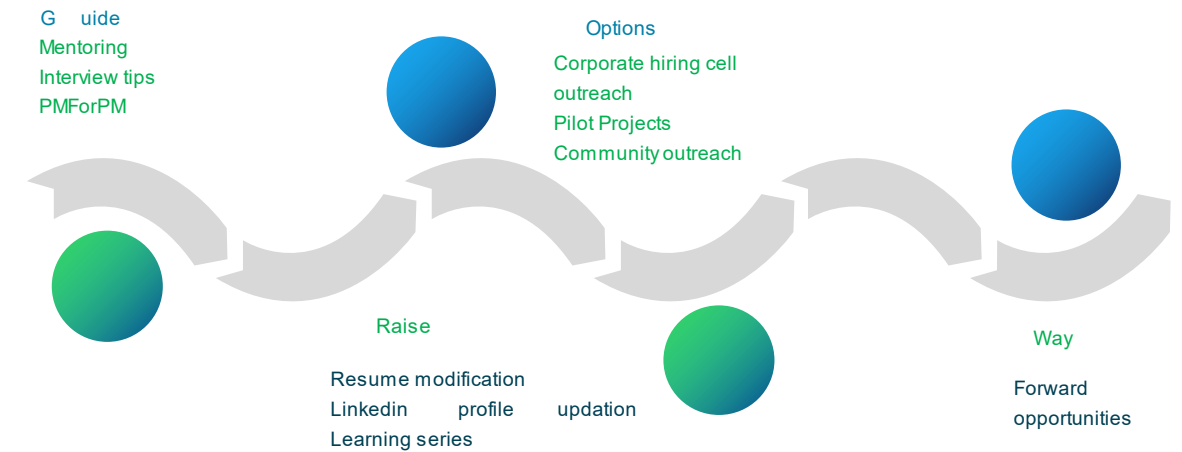 G uide
Mentoring
Interview tips
PMForPM
Options
Corporate hiring cell
outreach
Pilot Projects
Community outreach
Raise
Resume modification
Linkedin profile updation
Learning series
Way
Forward
opportunities